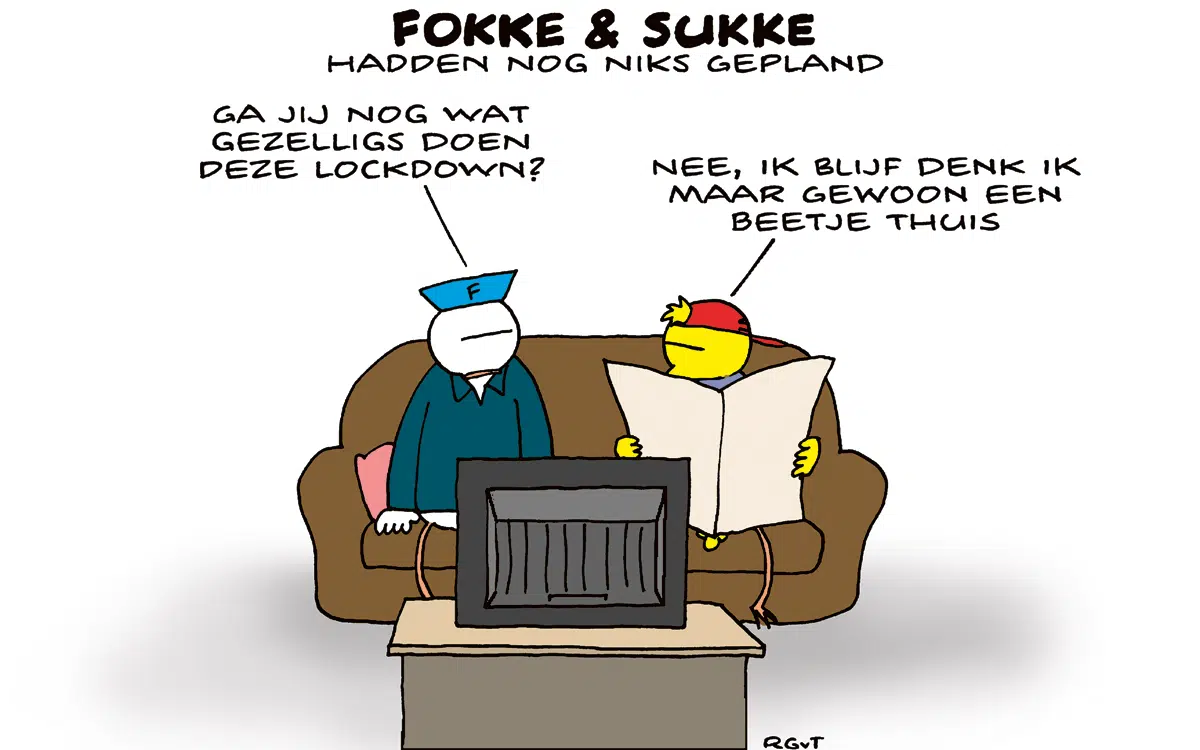 FOKKE & SUKKE
HADDEN NOG NIKS GEPLAND
GA JIJ NOG WAT
GEZELLIGS DOEN
DEZE LOCKDOWN?
NEE, IK BLIJF DENK IK
MAAR GEWOON EEN
BEETJE THUIS
F
RGvT